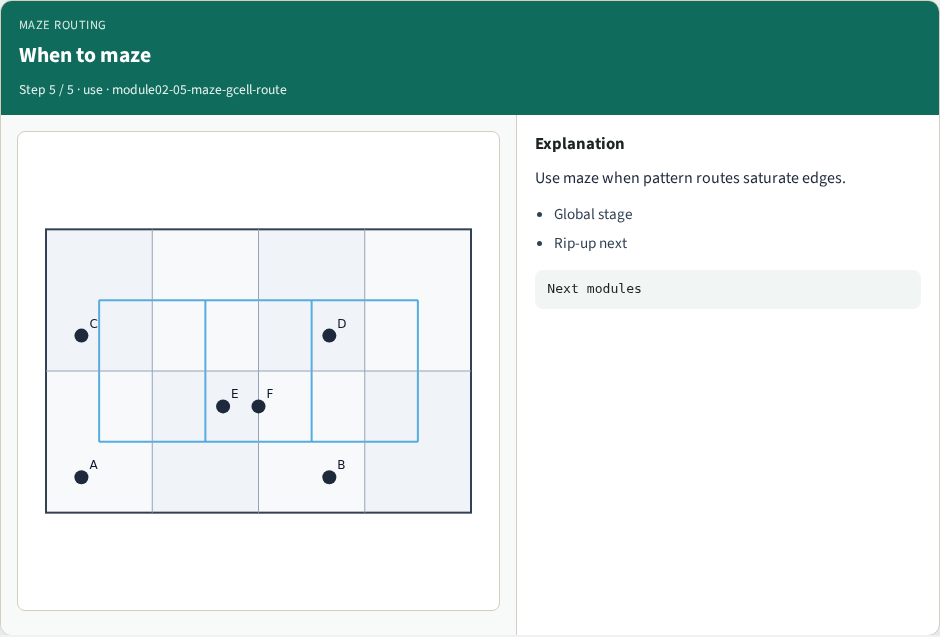 MAZE ROUTING
When to maze
Step 5 / 5 · use · module02-05-maze-gcell-route
C
D
E
F
A
B
Explanation
Use maze when pattern routes saturate edges.
• Global stage
• Rip-up next
Next modules